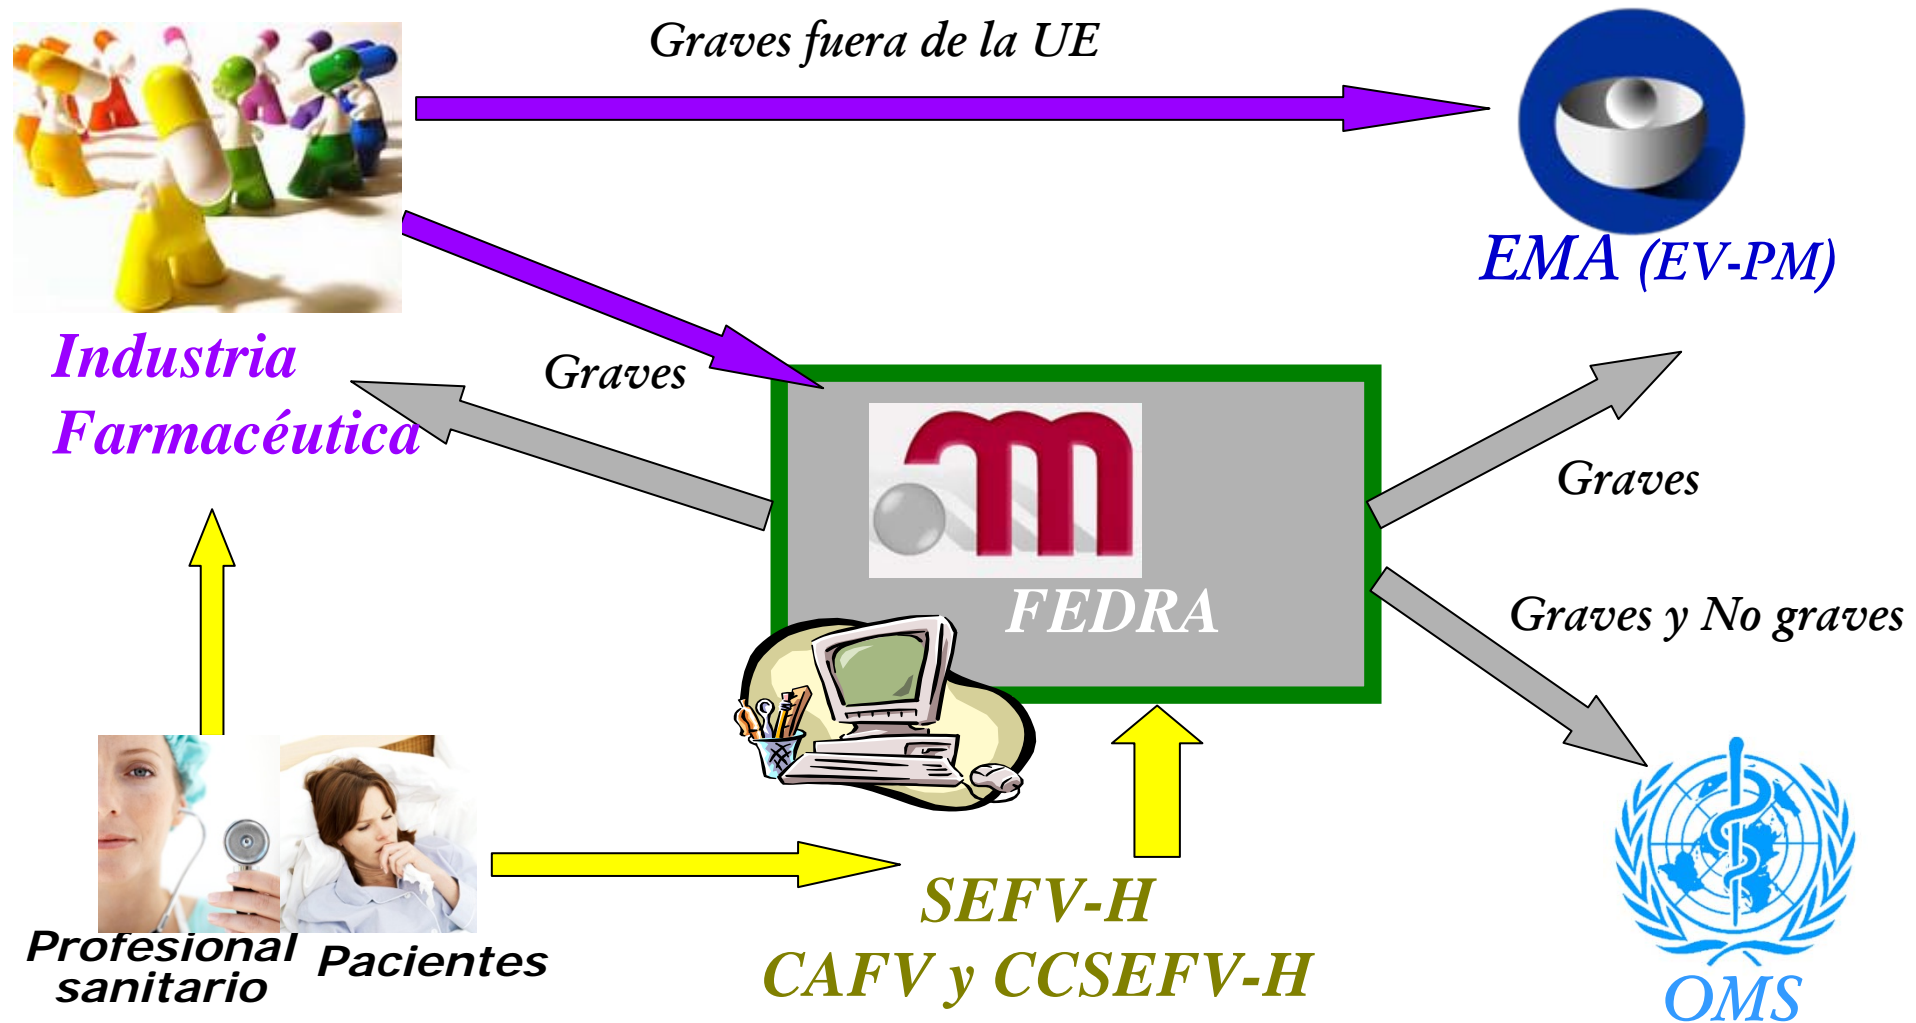 Graves fuera de la UE
EMA (EV-PM)
Industria
Farmacéutica
Graves
Graves
FEDRA
Graves y No graves
SEFV-H
CAFV y CCSEFV-H
Profesional
sanitario
Pacientes
OMS